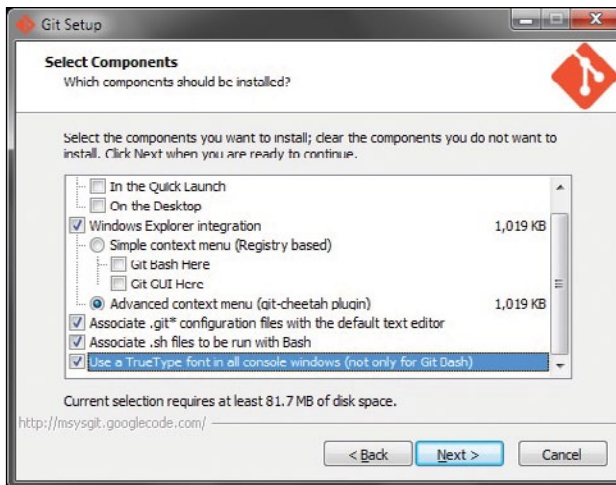 Git Setup
Select Components
Which components should be installed?
Select the components you want to install; clear the components you do not want to
install. Click Next when you are ready to continue.
In the Quick Launch
On the Desktop
Windows Explorer integration 1,019 KB
Simple context menu (Registry based)
Git Bash Here
Git GUI Here
Advanced context menu (git-cheetah plugin) 1,019 KB
Associate .git* configuration files with the default text editor
Associate .sh files to be run with Bash
Use a TrueType font in all console windows (not only for Git Bash)
Current selection requires at least 81.7 MB of disk space.
http://msysgit.googlecode.com/
< Back Next > Cancel